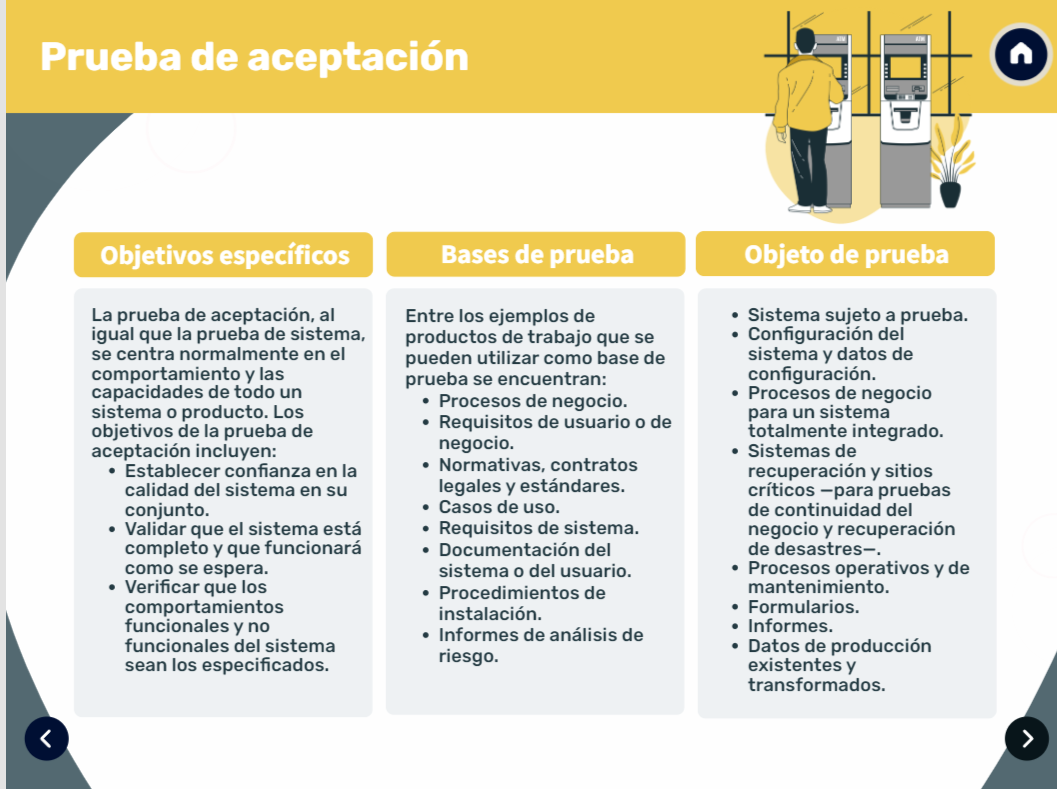 Prueba de aceptación
ATM
ATM
Objetivos específicos
La prueba de aceptación, al
igual que la prueba de sistema,
se centra normalmente en el
comportamiento y las
capacidades de todo un
sistema o producto. Los
objetivos de la prueba de
aceptación incluyen:
• Establecer confianza en la
calidad del sistema en su
conjunto.
• Validar que el sistema está
completo y que funcionará
como se espera.
• Verificar que los
comportamientos
funcionales y no
funcionales del sistema
sean los especificados.
Bases de prueba
Entre los ejemplos de
productos de trabajo que se
pueden utilizar como base de
prueba se encuentran:
• Procesos de negocio.
• Requisitos de usuario o de
negocio.
• Normativas, contratos
legales y estándares.
• Casos de uso.
• Requisitos de sistema.
• Documentación del
sistema o del usuario.
• Procedimientos de
instalación.
• Informes de análisis de
riesgo.
Objeto de prueba
• Sistema sujeto a prueba.
• Configuración del
sistema y datos de
configuración.
• Procesos de negocio
para un sistema
totalmente integrado.
• Sistemas de
recuperación y sitios
críticos —para pruebas
de continuidad del
negocio y recuperación
de desastres—.
• Procesos operativos y de
mantenimiento.
• Formularios.
• Informes.
• Datos de producción
existentes y
transformados.